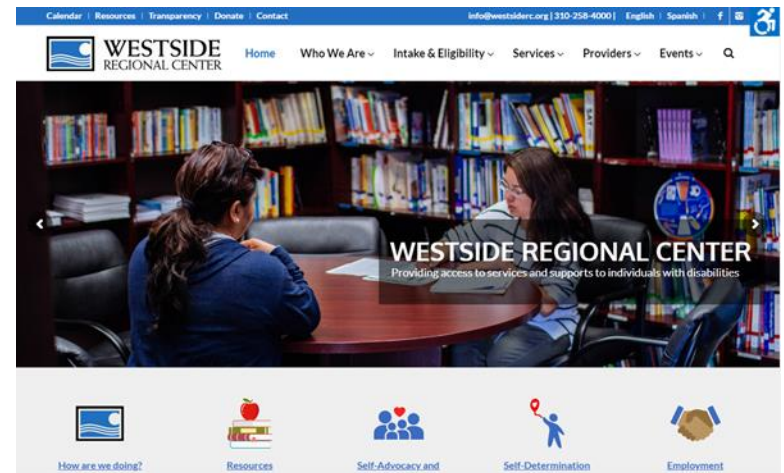 Calendar | Resources | Transparency | Donate | Contact
info@westsiderc.org | 310-258-4000 | English | Spanish |
WESTSIDE
REGIONAL CENTER
Home Who We Are Intake & Eligibility Services Providers Events
SAT
WESTSIDE REGIONAL CENTER
Providing access to services and supports to individuals with disabilities
How are we doing? Resources Self-Advocacy and Self-Determination Employment